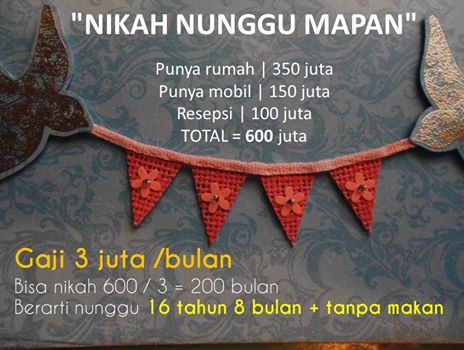 "NIKAH NUNGGU MAPAN"
Punya rumah | 350 juta
Punya mobil | 150 juta
Resepsi | 100 juta
TOTAL = 600 juta
Gaji 3 juta /bulan
Bisa nikah 600 / 3 = 200 bulan
Berarti nunggu 16 tahun 8 bulan + tanpa makan